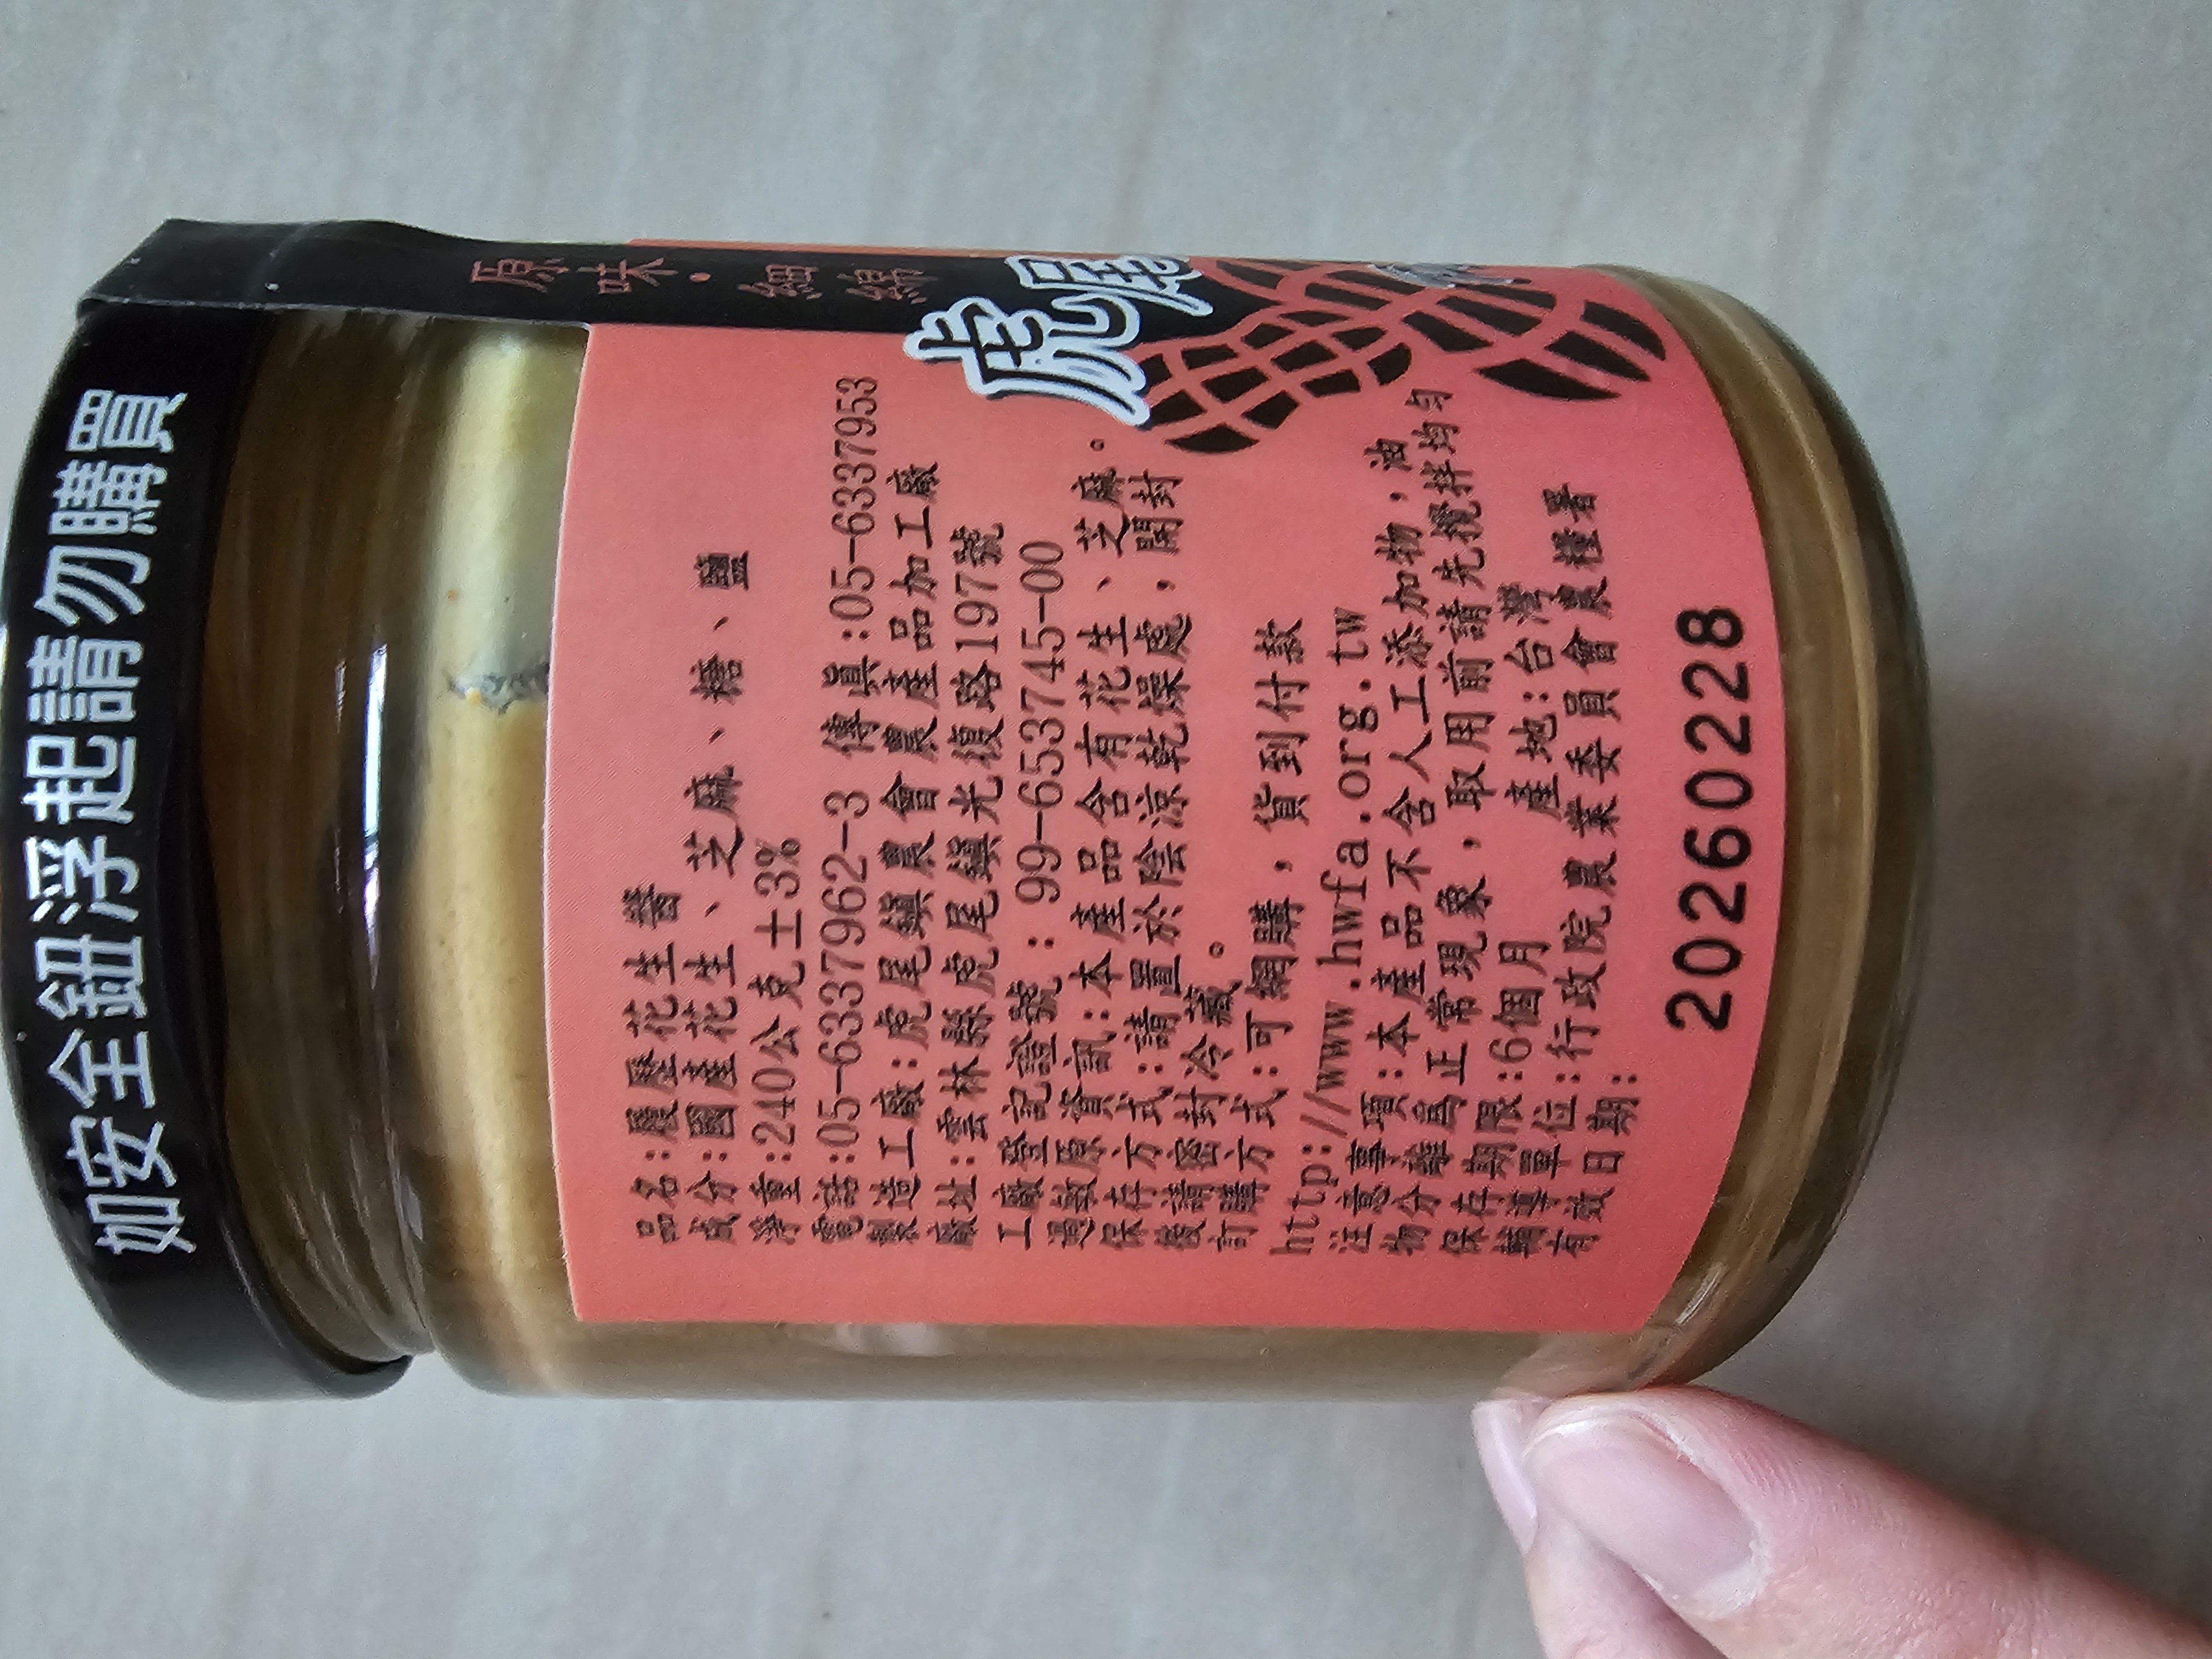 如安全鈕浮起請勿購買
原味·細綿
虎尾
品名:屋花生醬
成分:國產花生、芝麻、糖、鹽
淨重:240公克±3%
電話:05-6337962-3 傳真:05-6337953
製造工廠:虎尾鎮農會農產品加工廠
廠址:雲林縣虎尾鎮光復路197號
工廠登記證號:99-653745-00
過敏原資訊:本產品含有花生、芝麻。
保存方式:請置於陰涼乾燥處,開封
後請密封冷藏。
訂購方式:可網購,貨到付款
http://www.hwfa.org.tw
注意事項:本產品不含人工添加物,油
物分離為正常現象,取用前請先攪拌均勻
保存期限:6個月 產地:台灣
輔導單位:行政院農業委員會農糧署
有效日期:
20260228